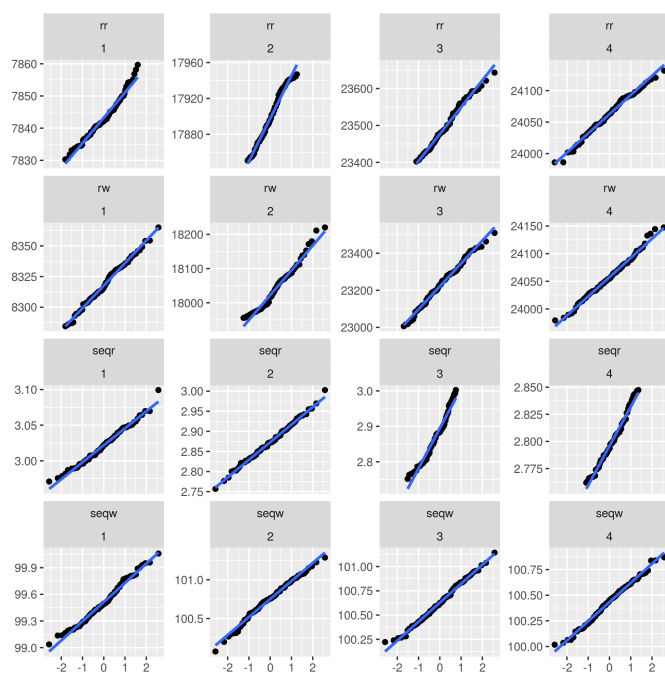 rr rr rr rr
1 2 3 4
7860 17960 23600 24100
7850 17920 23500 24050
7840 17880 23400 24000
7830
rw rw rw rw
1 2 3 4
8350 18200 23400 24150
8325 18100 23200 24100
8300 18000 23000 24050
24000
seqr seqr seqr seqr
1 2 3 4
3.10 3.00 3.0 2.850
3.05 2.95 2.8 2.825
3.00 2.90 2.800
2.85 2.775
2.80
2.75
seqw seqw seqw seqw
1 2 3 4
99.9 101.0 101.00 100.75
99.6 100.5 100.75 100.50
99.3 100.50 100.25
99.0 100.25 100.00
-2 -1 0 1 2 -2 -1 0 1 2 -2 -1 0 1 2 -2 -1 0 1 2